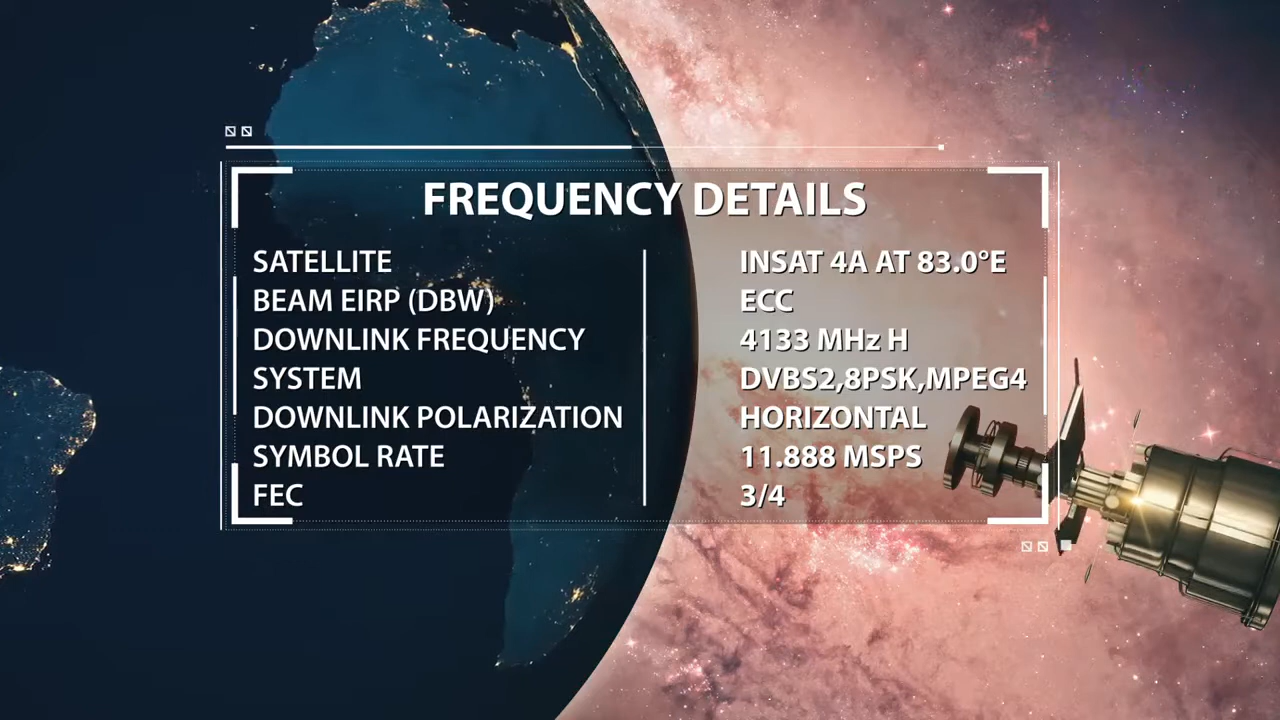 FREQUENCY DETAILS
SATELLITE INSAT 4A AT 83.0°E
BEAM EIRP (DBW) ECC
DOWNLINK FREQUENCY 4133 MHz H
SYSTEM DVBS2,8PSK,MPEG4
DOWNLINK POLARIZATION HORIZONTAL
SYMBOL RATE 11.888 MSPS
FEC 3/4